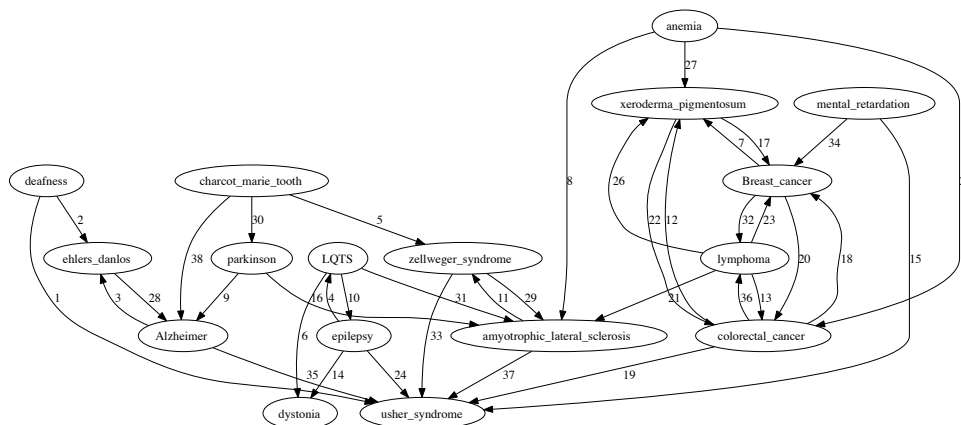 anemia
27
xeroderma_pigmentosum
mental_retardation
7
17
34
deafness
charcot_marie_tooth
26
8
Breast_cancer
2
30
5
22
12
32
23
ehlers_danlos
38
parkinson
LQTS
zellweger_syndrome
lymphoma
20
18
15
1
3
28
9
16
4
10
31
11
29
21
36
13
Alzheimer
epilepsy
amyotrophic_lateral_sclerosis
colorectal_cancer
6
33
35
14
24
37
19
dystonia
usher_syndrome